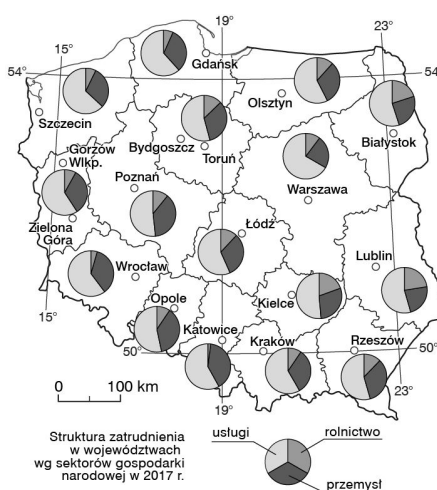 19°
23°
15°
54°
54°
Gdańsk
Olsztyn
Szczecin
Białystok
Bydgoszcz
Toruń
Gorzów
Wlkp.
Poznań
Warszawa
Zielona
Góra
Łódź
Wrocław
Lublin
Opole
Kielce
15°
Katowice
Kraków
Rzeszów
50°
50°
0 100 km
19°
23°
Struktura zatrudnienia
w województwach
wg sektorów gospodarki
narodowej w 2017 r.
usługi
rolnictwo
przemysł